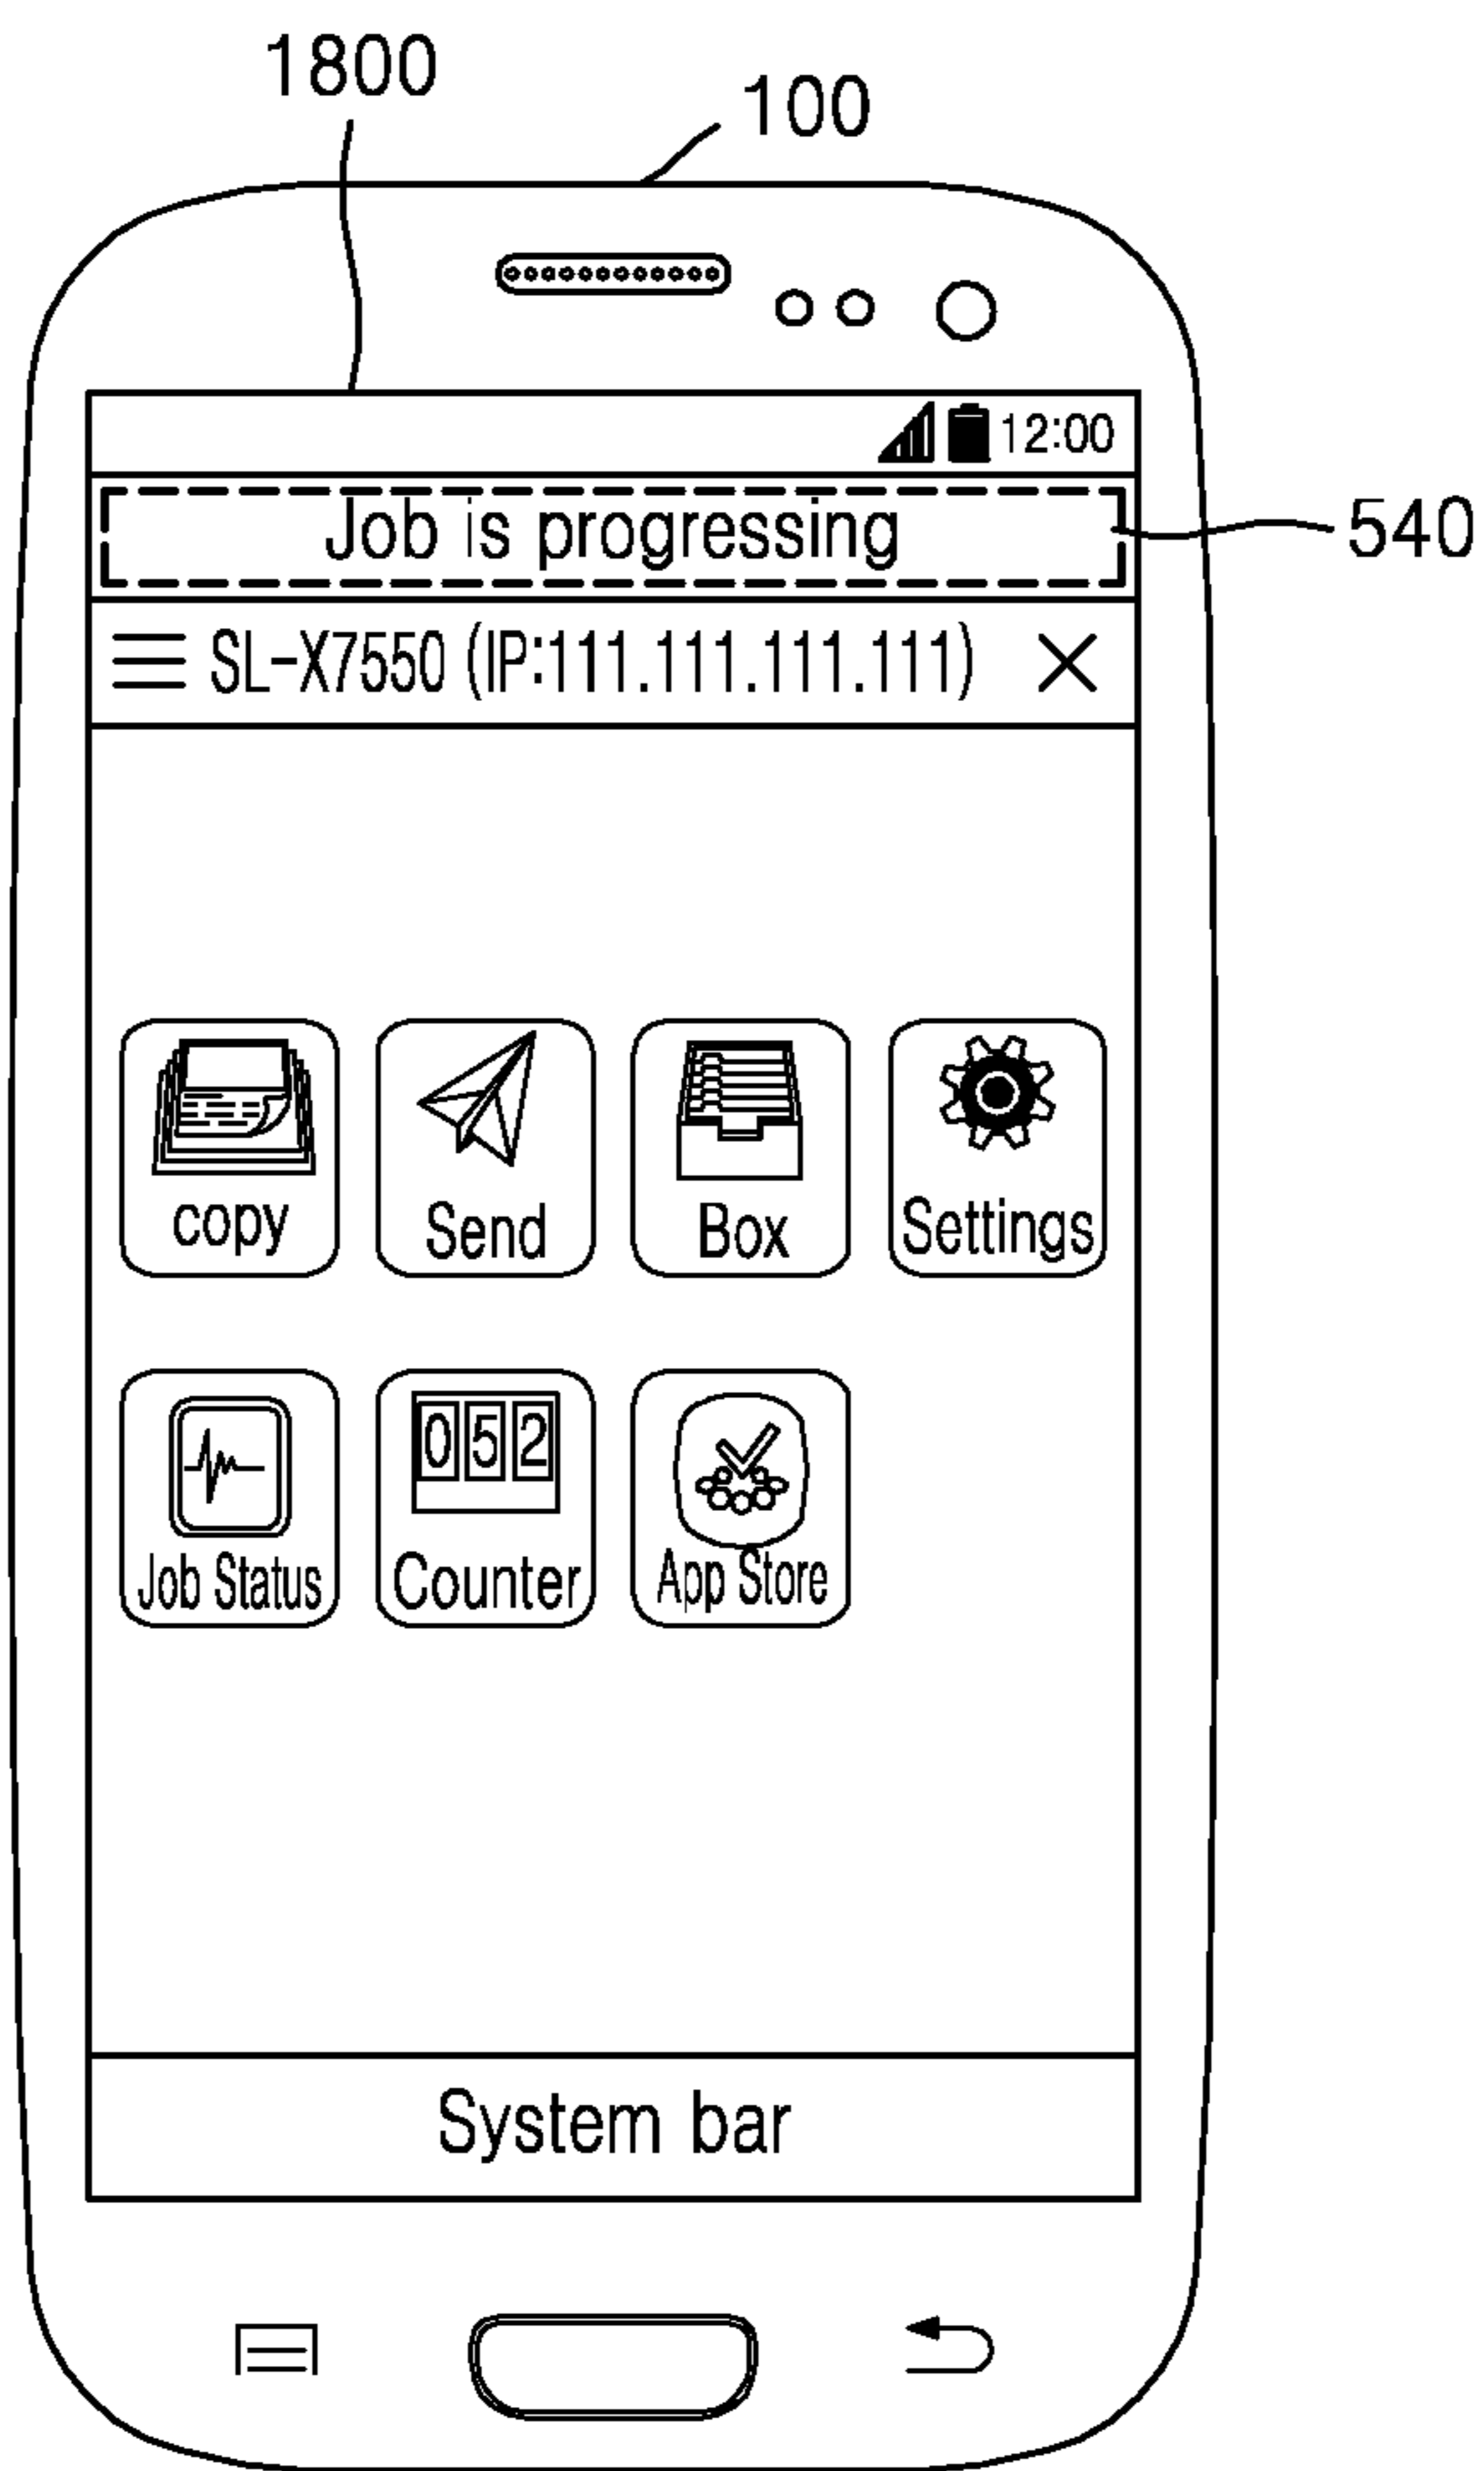 1800
100
12:00
Job is progressing
540
SL-X7550 (IP:111.111.111.111)
copy
Send
Box
Settings
052
Job Status
Counter
App Store
System bar